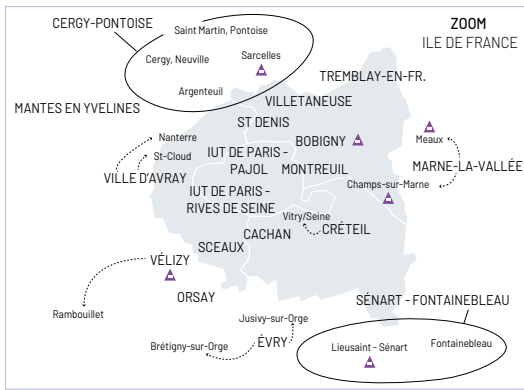 CERGY-PONTOISE
ZOOM
ILE DE FRANCE
Saint Martin, Pontoise
Cergy, Neuville
Sarcelles
Argenteuil
TREMBLAY-EN-FR.
MANTES EN YVELINES
VILLETANEUSE
ST DENIS
Nanterre
BOBIGNY
Meaux
St-Cloud
IUT DE PARIS -
PAJOL
MONTREUIL
MARNE-LA-VALLÉE
VILLE D'AVRAY
Champs-sur-Marne
IUT DE PARIS -
RIVES DE SEINE
Vitry/Seine
CACHAN
CRÉTEIL
SCEAUX
VÉLIZY
ORSAY
SÉNART - FONTAINEBLEAU
Rambouillet
Jusivy-sur-Orge
Brétigny-sur-Orge
ÉVRY
Lieusaint - Sénart
Fontainebleau